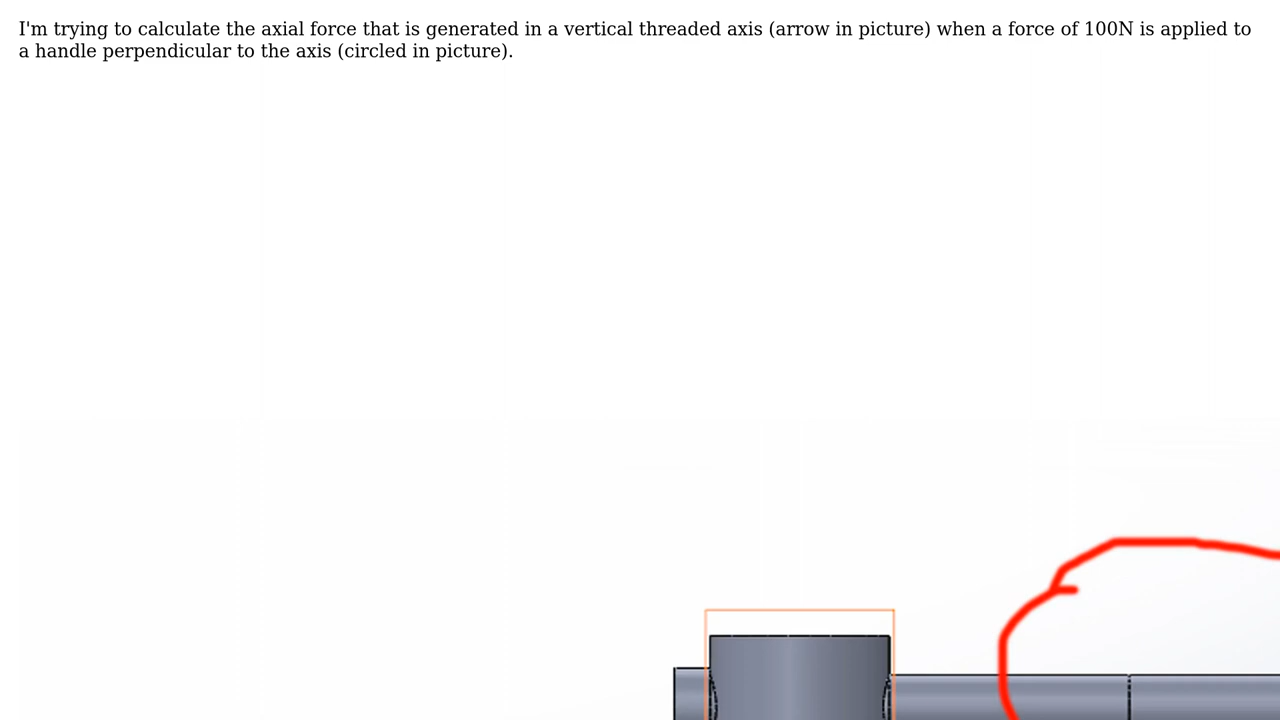 I'm trying to calculate the axial force that is generated in a vertical threaded axis (arrow in picture) when a force of 100N is applied to
a handle perpendicular to the axis (circled in picture).